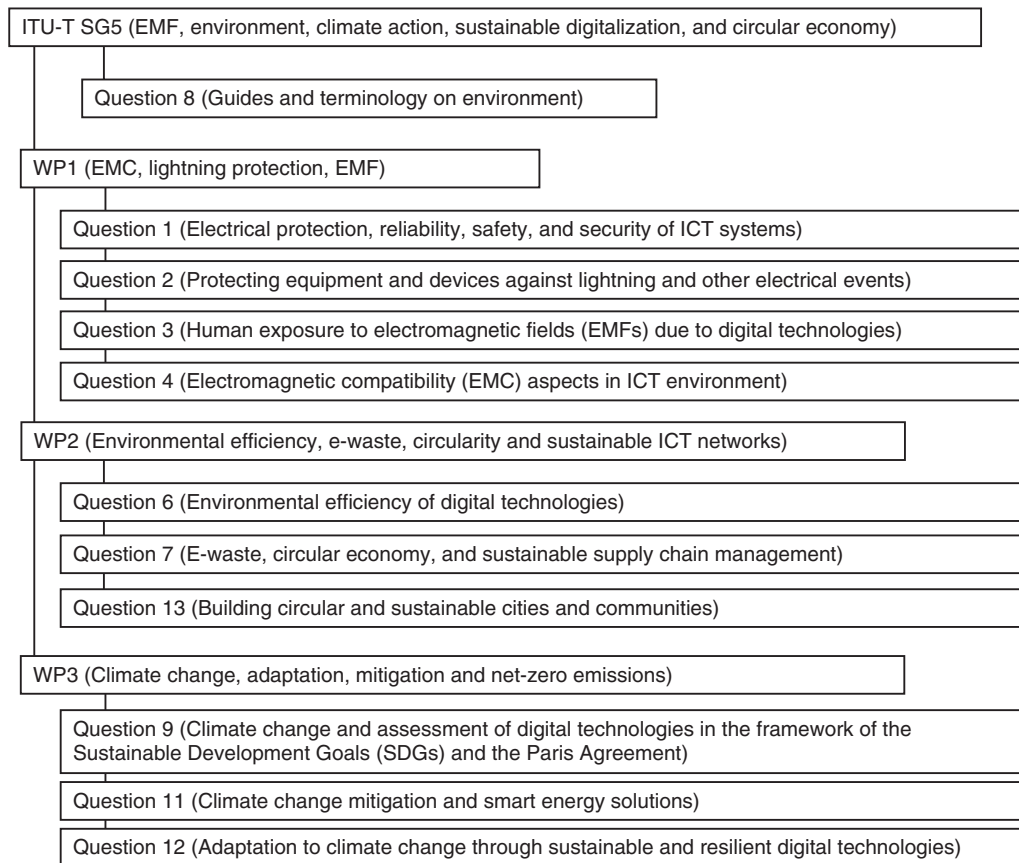 ITU-T SG5 (EMF, environment, climate action, sustainable digitalization, and circular economy)
Question 8 (Guides and terminology on environment)
WP1 (EMC, lightning protection, EMF)
Question 1 (Electrical protection, reliability, safety, and security of ICT systems)
Question 2 (Protecting equipment and devices against lightning and other electrical events)
Question 3 (Human exposure to electromagnetic fields (EMFs) due to digital technologies)
Question 4 (Electromagnetic compatibility (EMC) aspects in ICT environment)
WP2 (Environmental efficiency, e-waste, circularity and sustainable ICT networks)
Question 6 (Environmental efficiency of digital technologies)
Question 7 (E-waste, circular economy, and sustainable supply chain management)
Question 13 (Building circular and sustainable cities and communities)
WP3 (Climate change, adaptation, mitigation and net-zero emissions)
Question 9 (Climate change and assessment of digital technologies in the framework of the
Sustainable Development Goals (SDGs) and the Paris Agreement)
Question 11 (Climate change mitigation and smart energy solutions)
Question 12 (Adaptation to climate change through sustainable and resilient digital technologies)